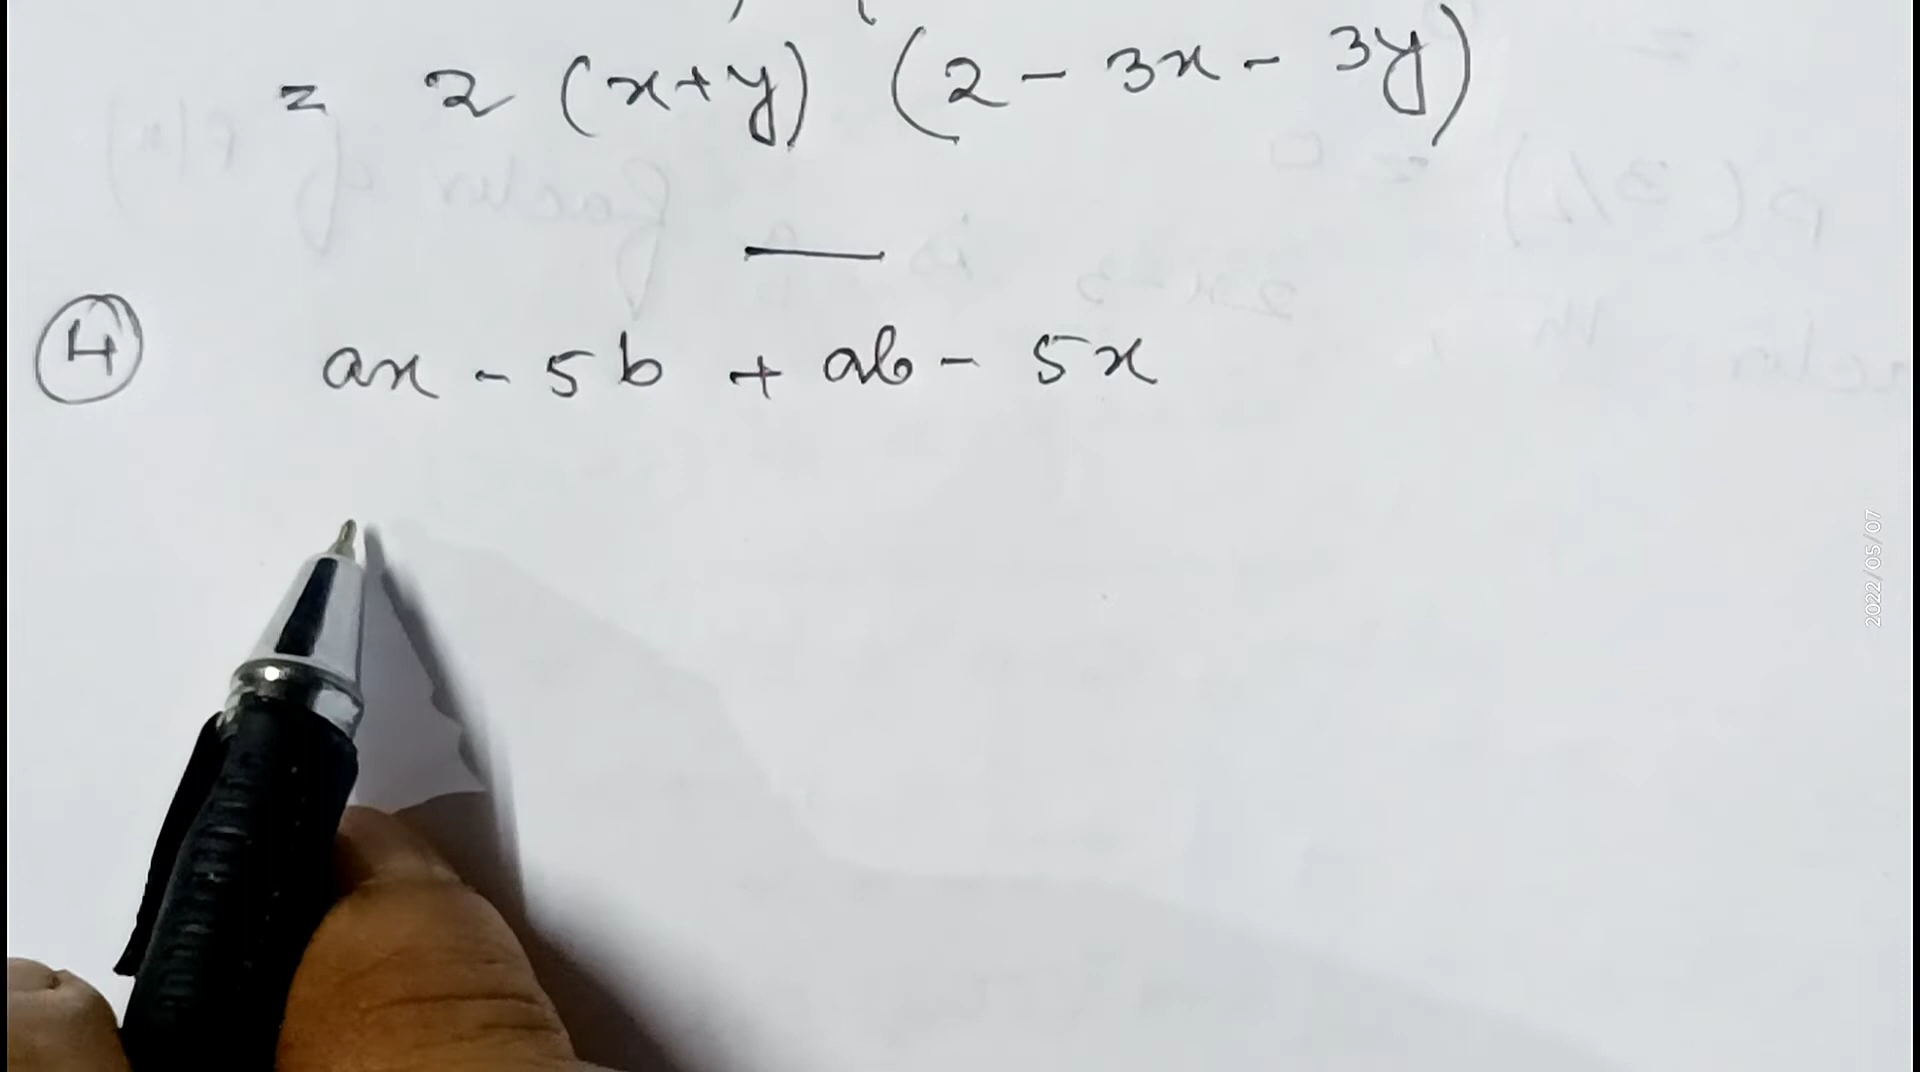 = 2 (x+y) (2 - 3x - 3y)
④ ax - 5b + ab - 5x
2022/05/07